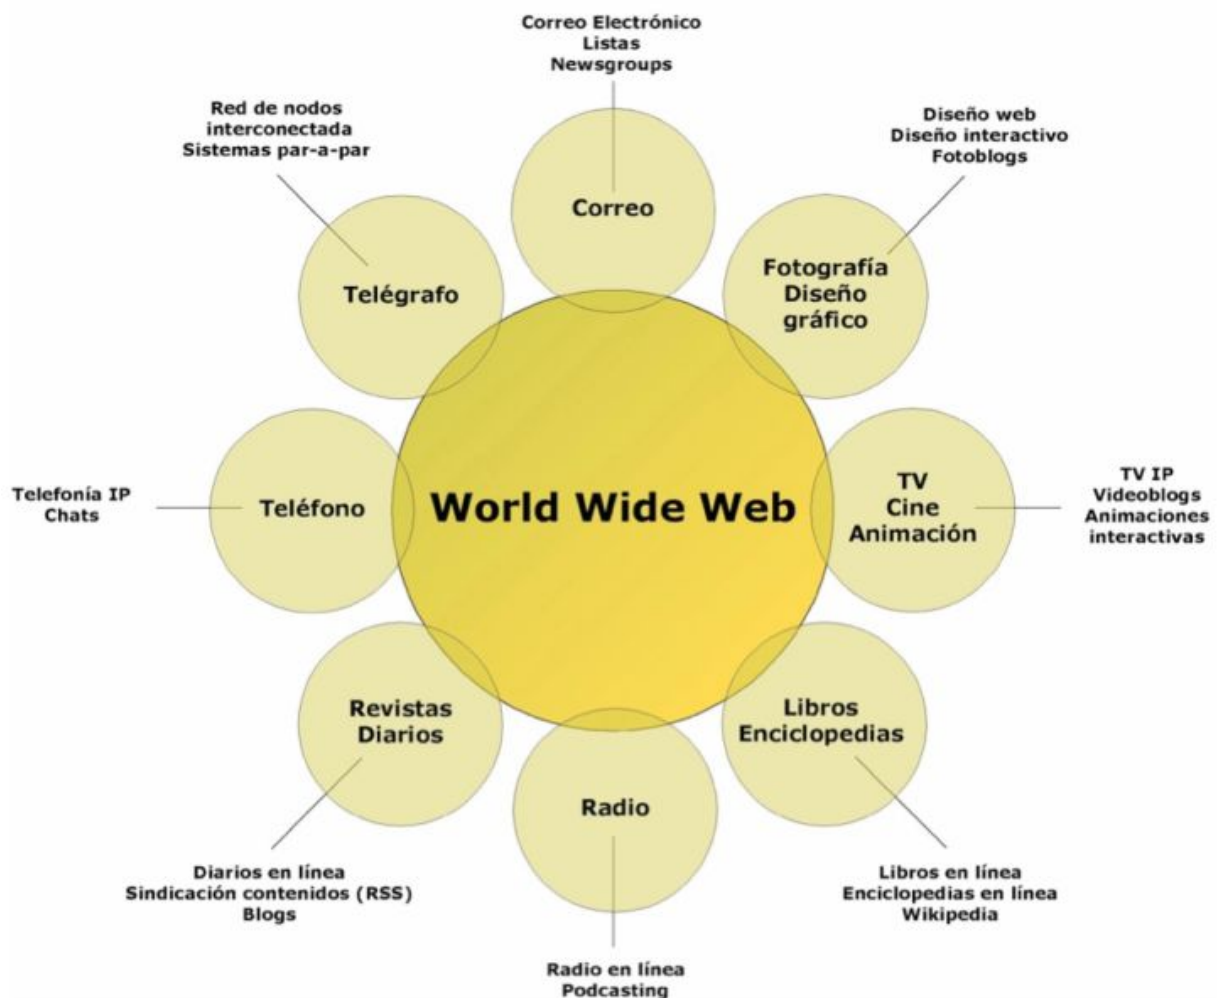 Correo Electrónico
Listas
Newsgroups
Red de nodos
interconectada
Sistemas par-a-par
Diseño web
Diseño interactivo
Fotoblogs
Correo
Telégrafo
Fotografía
Diseño
gráfico
Telefonía IP
Chats
Teléfono
World Wide Web
TV
Cine
Animación
TV IP
Videoblogs
Animaciones
interactivas
Revistas
Diarios
Libros
Enciclopedias
Radio
Diarios en línea
Sindicación contenidos (RSS)
Blogs
Libros en línea
Enciclopedias en línea
Wikipedia
Radio en línea
Podcasting